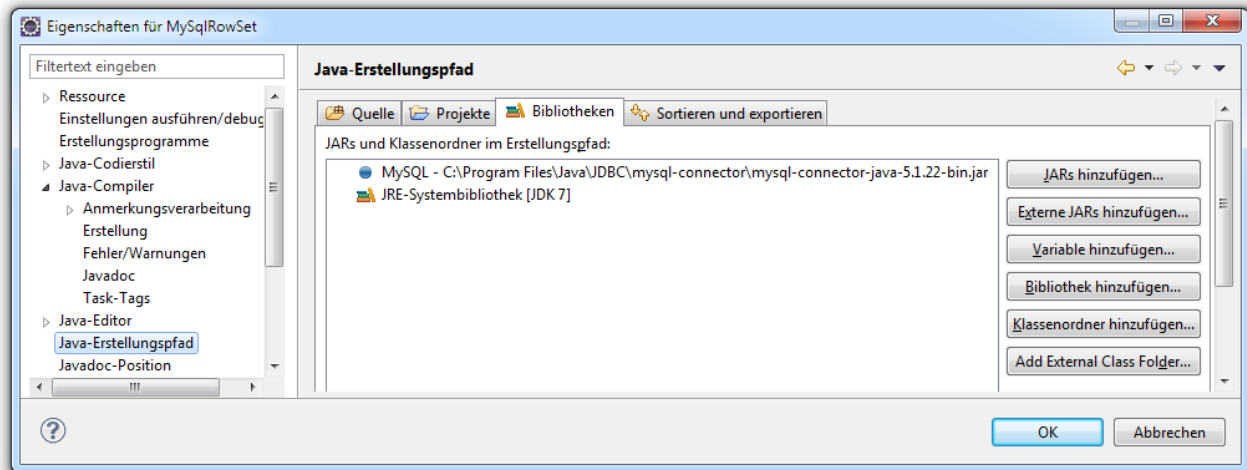 Eigenschaften für MySqlRowSet
Filtertext eingeben
Ressource
Einstellungen ausführen/debug
Erstellungsprogramme
Java-Codierstil
Java-Compiler
Anmerkungsverarbeitung
Erstellung
Fehler/Warnungen
Javadoc
Task-Tags
Java-Editor
Java-Erstellungspfad
Javadoc-Position
Java-Erstellungspfad
Quelle Projekte Bibliotheken Sortieren und exportieren
JARs und Klassenordner im Erstellungspfad:
MySQL - C:\Program Files\Java\JDBC\mysql-connector\mysql-connector-java-5.1.22-bin.jar
JRE-Systembibliothek [JDK 7]
JARs hinzufügen...
Externe JARs hinzufügen...
Variable hinzufügen...
Bibliothek hinzufügen...
Klassenordner hinzufügen...
Add External Class Folder...
OK Abbrechen